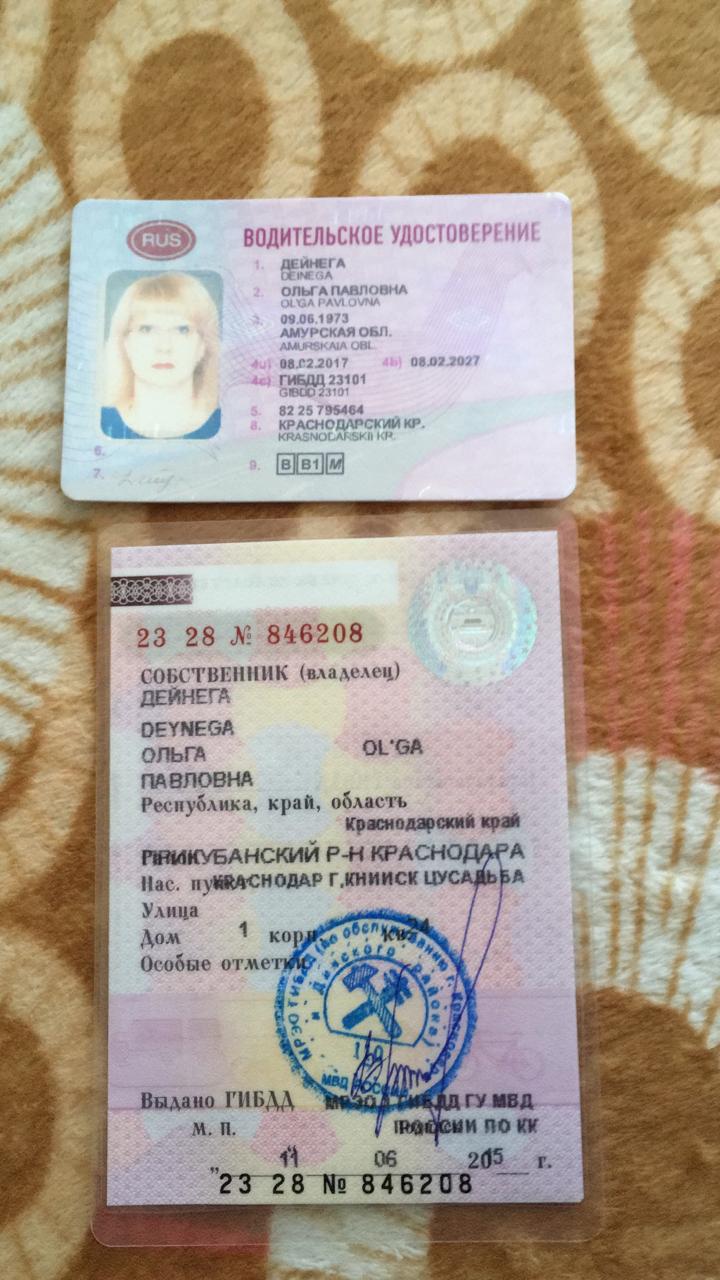 RUS
ВОДИТЕЛЬСКОЕ УДОСТОВЕРЕНИЕ
1. ДЕЙНЕГА
DEINEGA
2. ОЛЬГА ПАВЛОВНА
OL'GA PAVLOVNA
3. 09.06.1973
АМУРСКАЯ ОБЛ.
AMURSKAIA OBL.
4a) 08.02.2017 4b) 08.02.2027
4c) ГИБДД 23101
GIBDD 23101
5. 82 25 795464
8. КРАСНОДАРСКИЙ КР.
KRASNODARSKII KR.
6.
7.
9. B B1 M
23 28 № 846208
СОБСТВЕННИК (владелец)
ДЕЙНЕГА
DEYNEGA
ОЛЬГА OL'GA
ПАВЛОВНА
Республика, край, область
Краснодарский край
ПРИКУБАНСКИЙ Р-Н КРАСНОДАРА
Нас. пункт КРАСНОДАР Г,КНИИСХ ЦУСАДЬБА
Улица
Дом 1 корп. кв. 24
Особые отметки
МРЭО ГИБДД (по обслуживанию г. Краснодара и Динского района)
МВД РОССИИ
Выдано ГИБДД ГИБДД ГУ МВД
М. П. РОССИИ ПО КК
" 11 " 06 2015 г.
23 28 № 846208